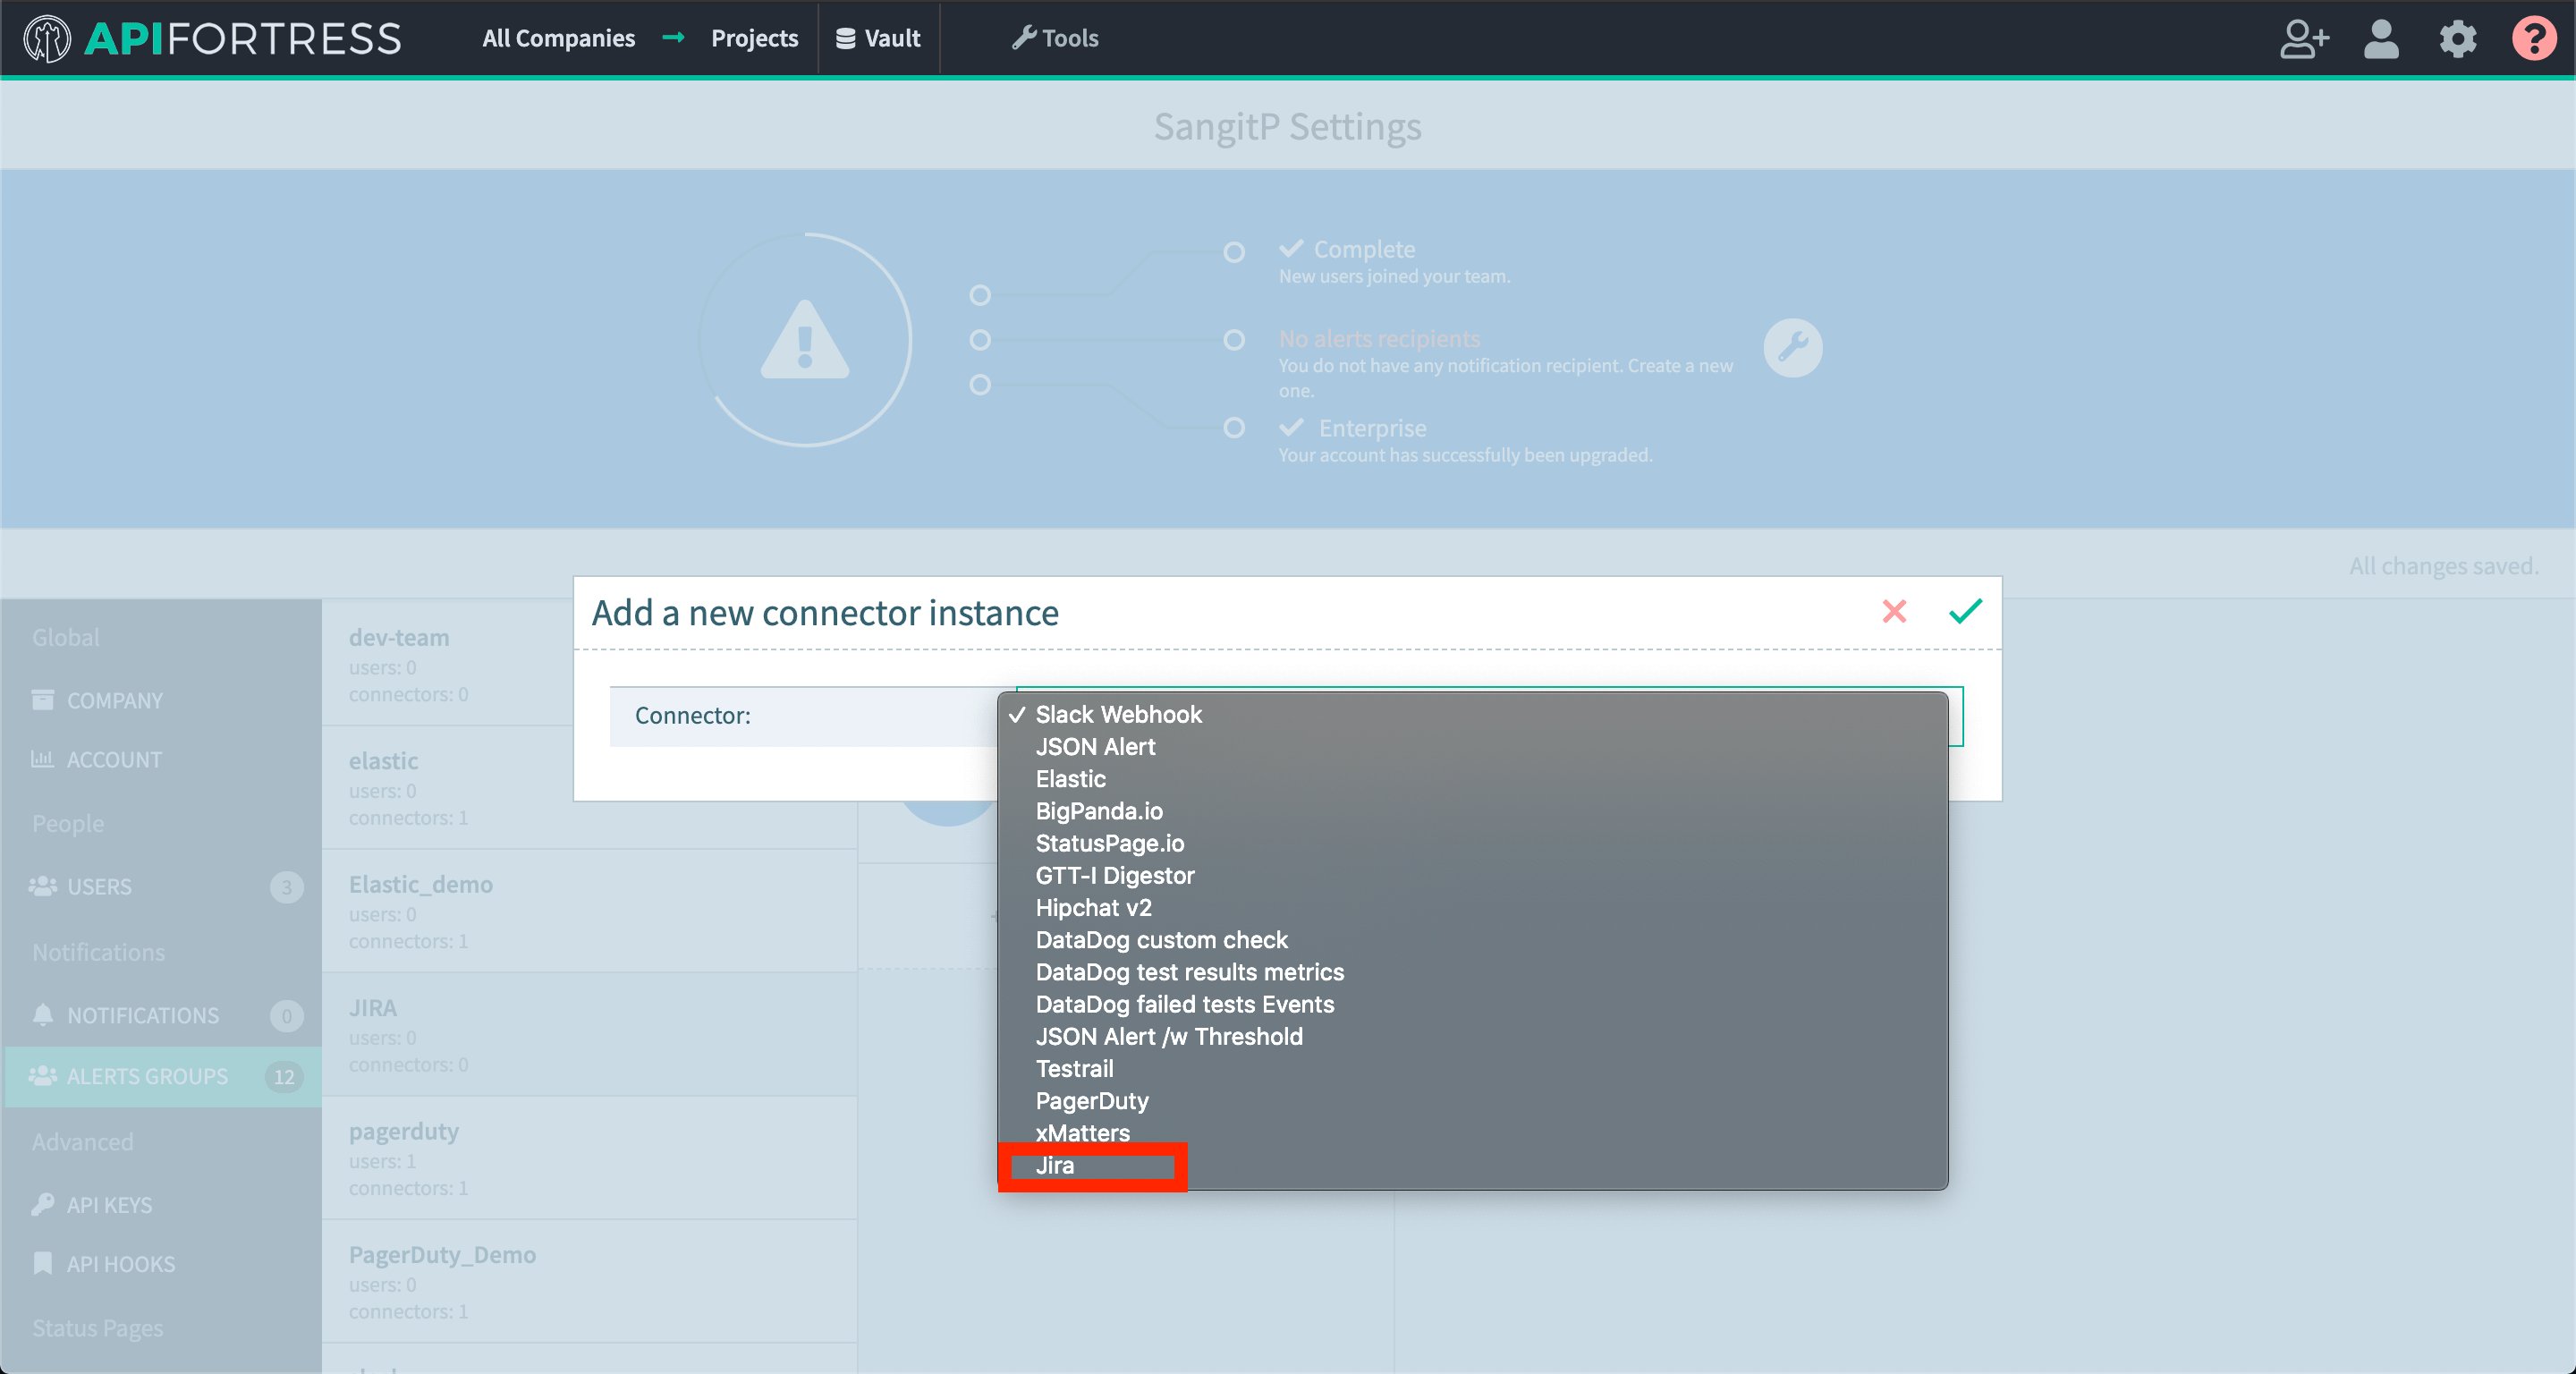 APIFORTRESS
All Companies → Projects
Vault
Tools
?
SangitP Settings
Complete
New users joined your team.
No alerts recipients
You do not have any notification recipient. Create a new
one.
Enterprise
Your account has successfully been upgraded.
All changes saved.
Add a new connector instance
Connector:
✓ Slack Webhook
JSON Alert
Elastic
BigPanda.io
StatusPage.io
GTT-I Digestor
Hipchat v2
DataDog custom check
DataDog test results metrics
DataDog failed tests Events
JSON Alert /w Threshold
Testrail
PagerDuty
xMatters
Jira
Global
COMPANY
ACCOUNT
People
USERS 3
Notifications
NOTIFICATIONS 0
ALERTS GROUPS 12
Advanced
API KEYS
API HOOKS
Status Pages
dev-team
users: 0
connectors: 0
elastic
users: 0
connectors: 1
Elastic_demo
users: 0
connectors: 1
JIRA
users: 0
connectors: 0
pagerduty
users: 1
connectors: 1
PagerDuty_Demo
users: 0
connectors: 1